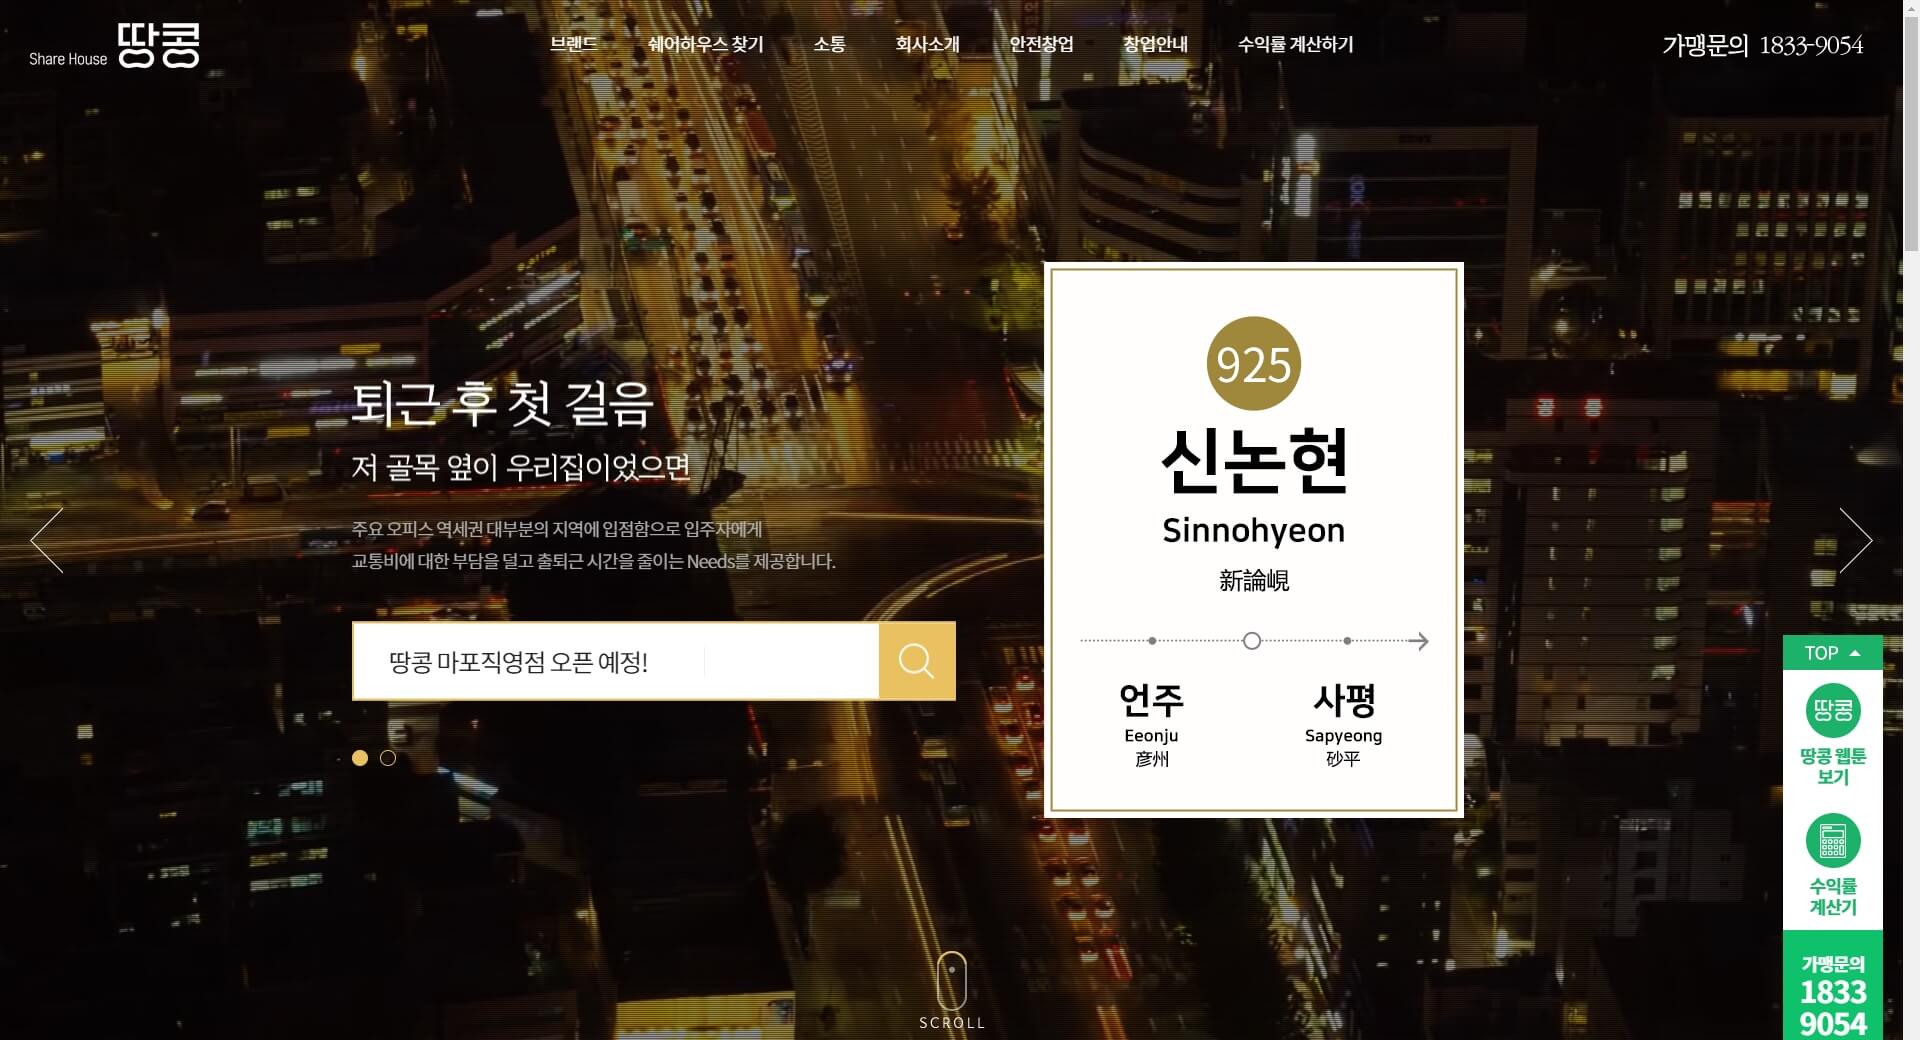 Share House 땅콩
브랜드
쉐어하우스 찾기
소통
회사소개
안전창업
창업안내
수익률 계산하기
가맹문의 1833-9054
퇴근 후 첫 걸음
저 골목 옆이 우리집이었으면
주요 오피스 역세권 대부분의 지역에 입점함으로 입주자에게
교통비에 대한 부담을 덜고 출퇴근 시간을 줄이는 Needs를 제공합니다.
땅콩 마포직영점 오픈 예정!
925
신논현
Sinnohyeon
新論峴
언주
Eeonju
彦州
사평
Sapyeong
砂平
SCROLL
TOP
땅콩
땅콩 웹툰
보기
수익률
계산기
가맹문의
1833
9054